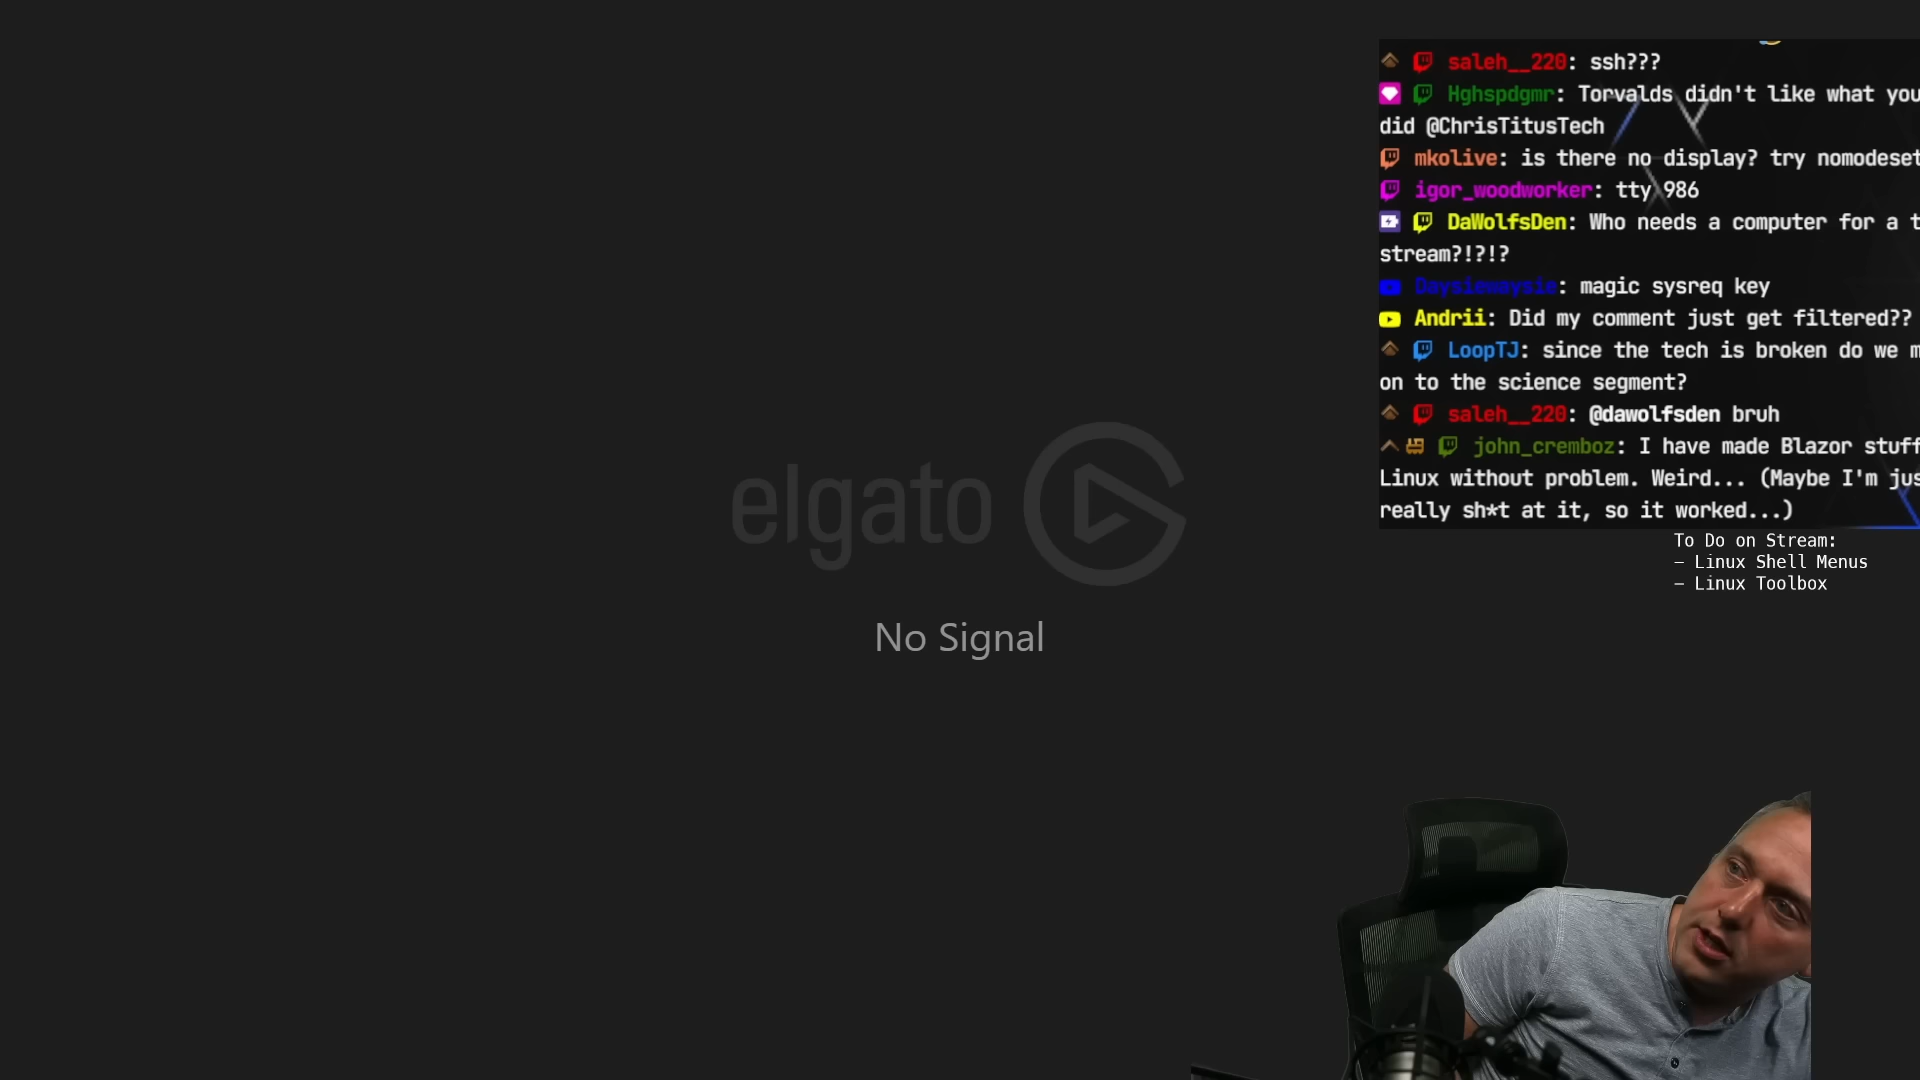 saleh__220: ssh???
Hghspdgmr: Torvalds didn't like what you
did @ChrisTitusTech
mkolive: is there no display? try nomodeset
igor_woodworker: tty 986
DaWolfsDen: Who needs a computer for a t
stream?!?!?
Daysiewaysie: magic sysreq key
Andrii: Did my comment just get filtered??
LoopTJ: since the tech is broken do we m
on to the science segment?
saleh__220: @dawolfsden bruh
john_cremboz: I have made Blazor stuff
Linux without problem. Weird... (Maybe I'm jus
really sh*t at it, so it worked...)
To Do on Stream:
- Linux Shell Menus
- Linux Toolbox
elgato
No Signal